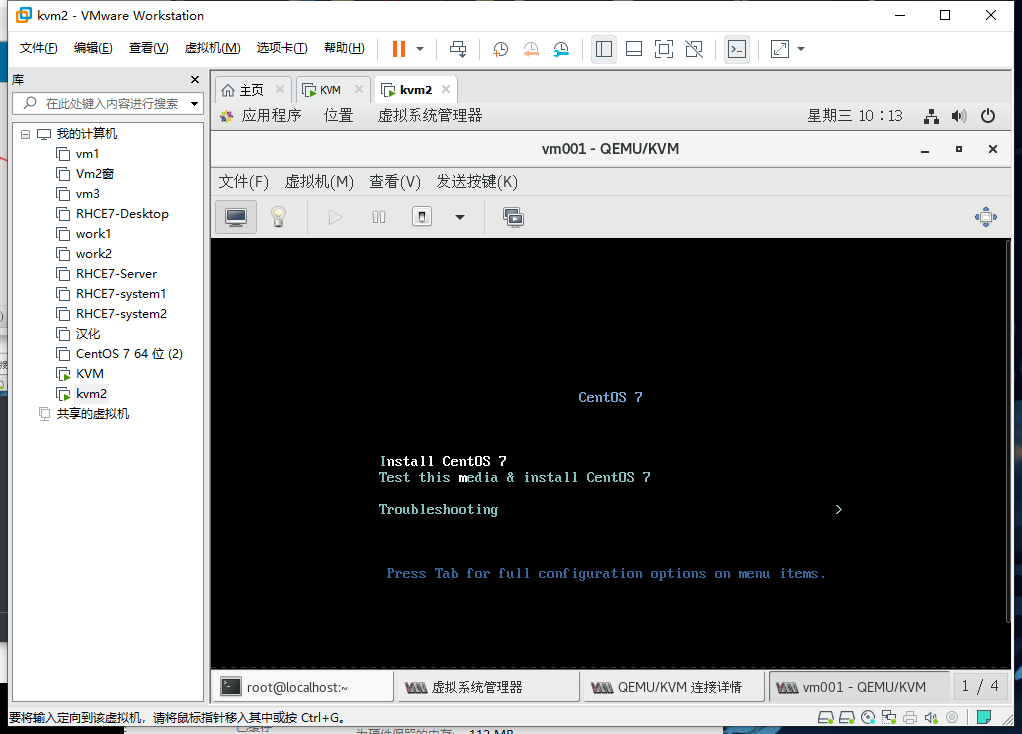 kvm2 - VMware Workstation
文件(F) 编辑(E) 查看(V) 虚拟机(M) 选项卡(T) 帮助(H)
库
在此处键入内容进行搜索
我的计算机
vm1
Vm2窗
vm3
RHCE7-Desktop
work1
work2
RHCE7-Server
RHCE7-system1
RHCE7-system2
汉化
CentOS 7 64 位 (2)
KVM
kvm2
共享的虚拟机
主页 KVM kvm2
应用程序 位置 虚拟系统管理器 星期三 10：13
vm001 - QEMU/KVM
文件(F) 虚拟机(M) 查看(V) 发送按键(K)
CentOS 7
Install CentOS 7
Test this media & install CentOS 7
Troubleshooting >
Press Tab for full configuration options on menu items.
root@localhost:~ 虚拟系统管理器 QEMU/KVM 连接详情 vm001 - QEMU/KVM 1 / 4
要将输入定向到该虚拟机，请将鼠标指针移入其中或按 Ctrl+G。